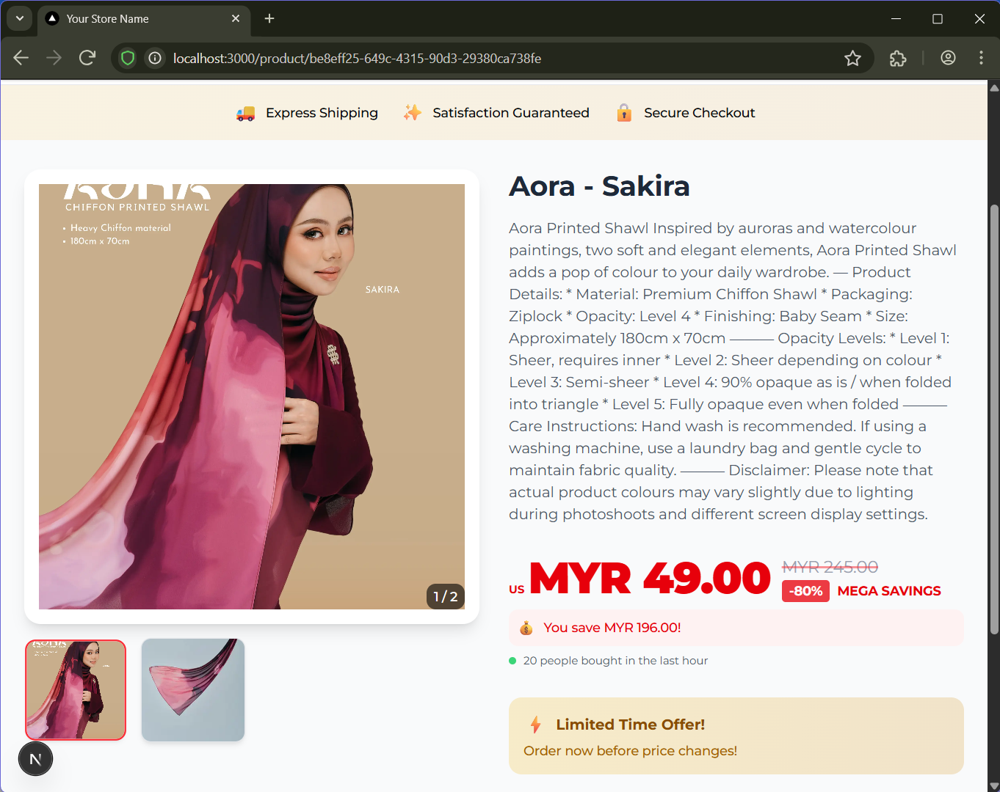 Your Store Name
localhost:3000/product/be8eff25-649c-4315-90d3-29380ca738fe
Express Shipping
Satisfaction Guaranteed
Secure Checkout
CHIFFON PRINTED SHAWL
• Heavy Chiffon material
• 180cm x 70cm
SAKIRA
1 / 2
N
Aora - Sakira
Aora Printed Shawl Inspired by auroras and watercolour
paintings, two soft and elegant elements, Aora Printed Shawl
adds a pop of colour to your daily wardrobe. — Product
Details: * Material: Premium Chiffon Shawl * Packaging:
Ziplock * Opacity: Level 4 * Finishing: Baby Seam * Size:
Approximately 180cm x 70cm ——— Opacity Levels: * Level 1:
Sheer, requires inner * Level 2: Sheer depending on colour *
Level 3: Semi-sheer * Level 4: 90% opaque as is / when folded
into triangle * Level 5: Fully opaque even when folded ———
Care Instructions: Hand wash is recommended. If using a
washing machine, use a laundry bag and gentle cycle to
maintain fabric quality. ——— Disclaimer: Please note that
actual product colours may vary slightly due to lighting
during photoshoots and different screen display settings.
US MYR 49.00
MYR 245.00
-80% MEGA SAVINGS
You save MYR 196.00!
20 people bought in the last hour
Limited Time Offer!
Order now before price changes!